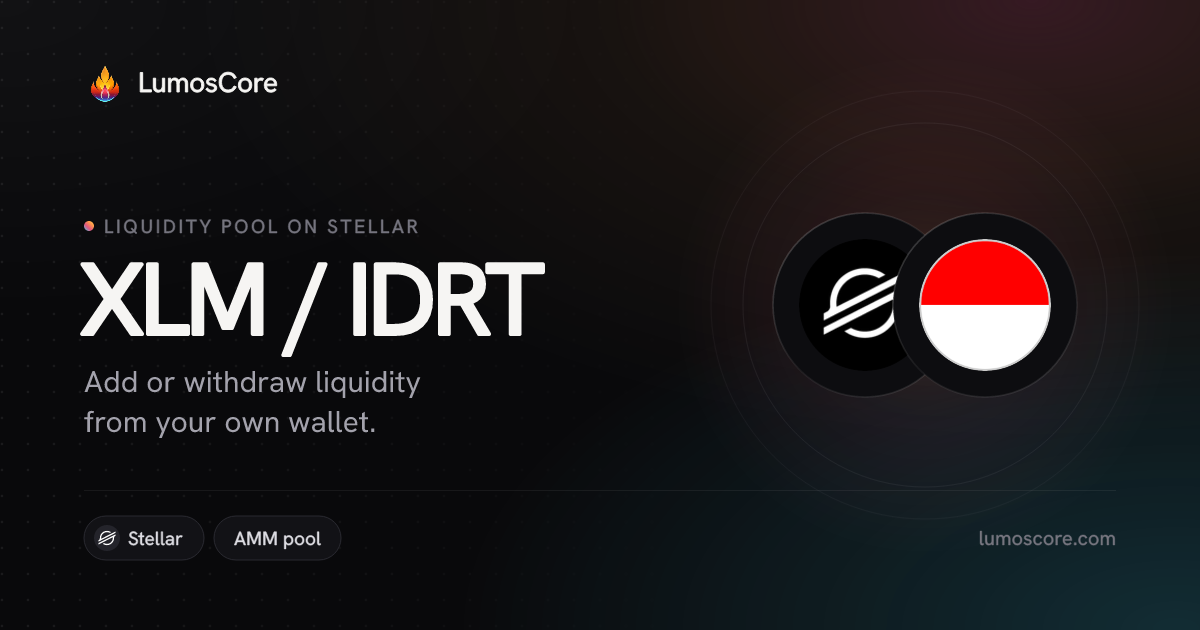 LumosCore
LIQUIDITY POOL ON STELLAR
XLM / IDRT
Add or withdraw liquidity
from your own wallet.
Stellar
AMM pool
lumoscore.com